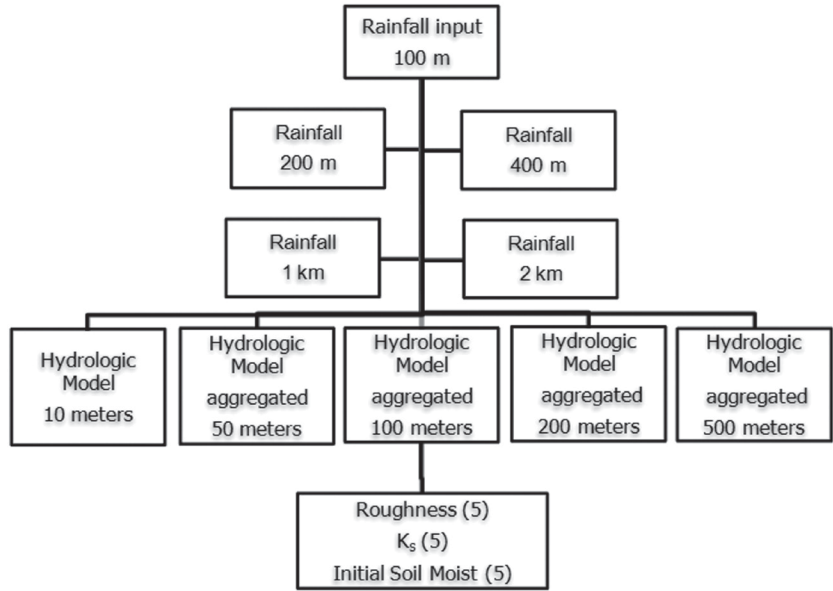 Rainfall input
100 m
Rainfall
200 m
Rainfall
400 m
Rainfall
1 km
Rainfall
2 km
Hydrologic
Model
10 meters
Hydrologic
Model
aggregated
50 meters
Hydrologic
Model
aggregated
100 meters
Hydrologic
Model
aggregated
200 meters
Hydrologic
Model
aggregated
500 meters
Roughness (5)
Ks (5)
Initial Soil Moist (5)